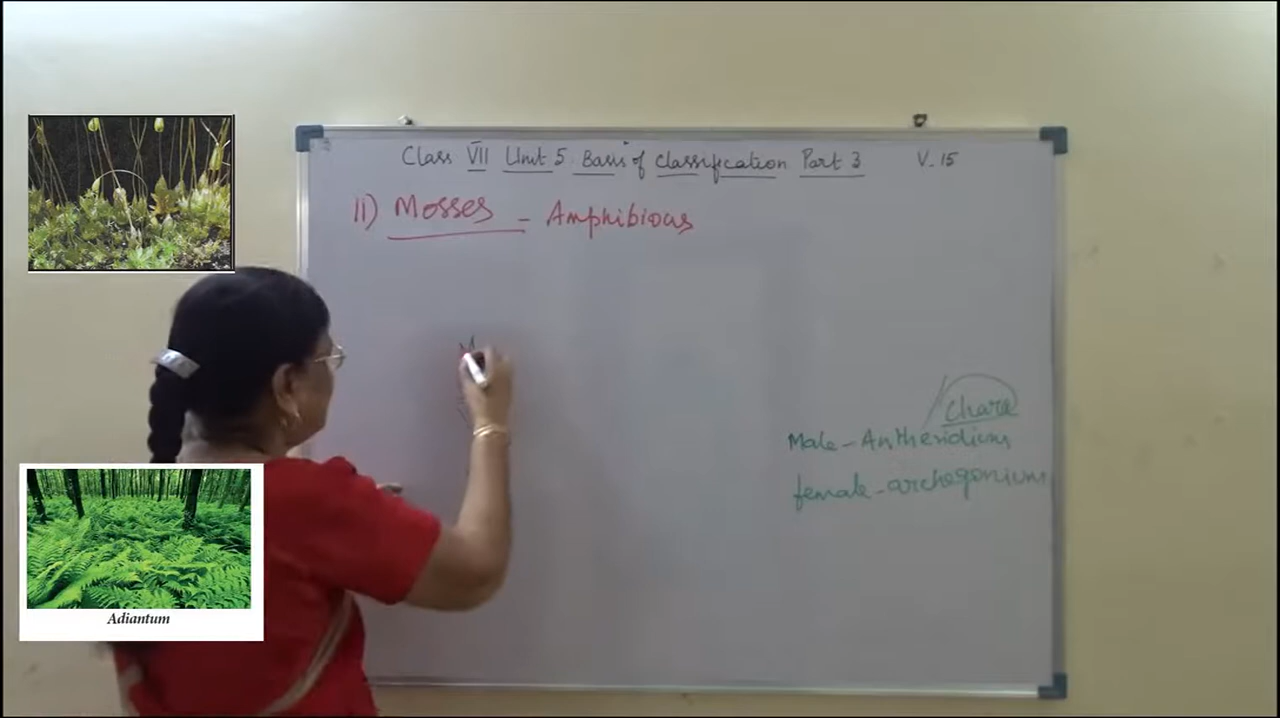 Class VII Unit 5 Basis of Classification Part 3 V. 15
II) Mosses - Amphibious
M
Chara
Male - Antheridium
female - archegonium
Adiantum